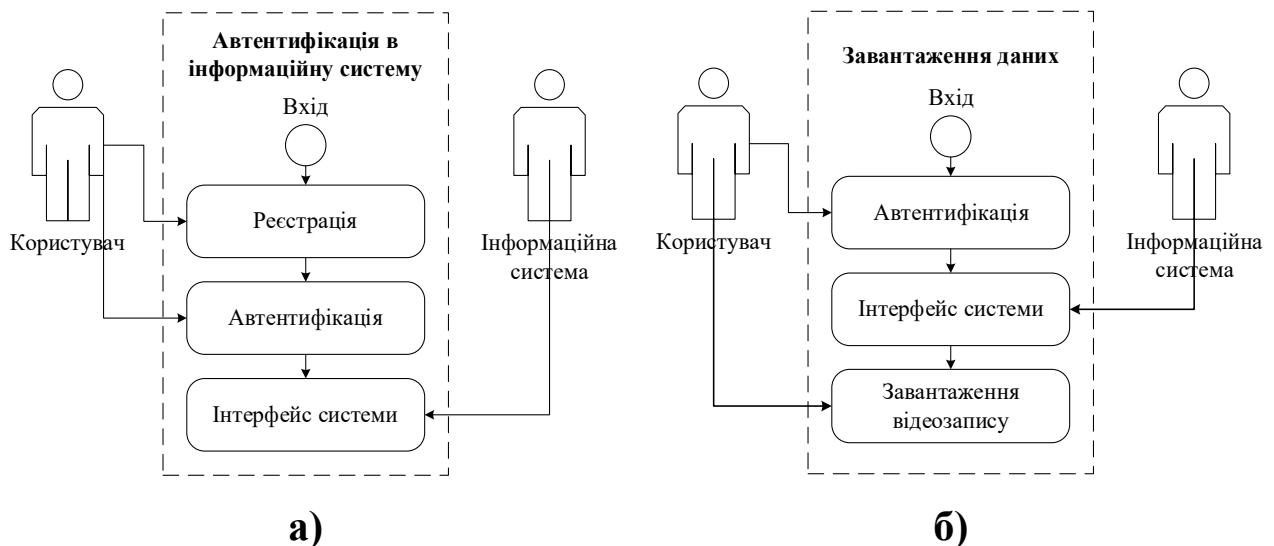 Автентифікація в
інформаційну систему
Вхід
Реєстрація
Користувач
Інформаційна
система
Автентифікація
Інтерфейс системи
а)
Завантаження даних
Вхід
Автентифікація
Користувач
Інформаційна
система
Інтерфейс системи
Завантаження
відеозапису
б)